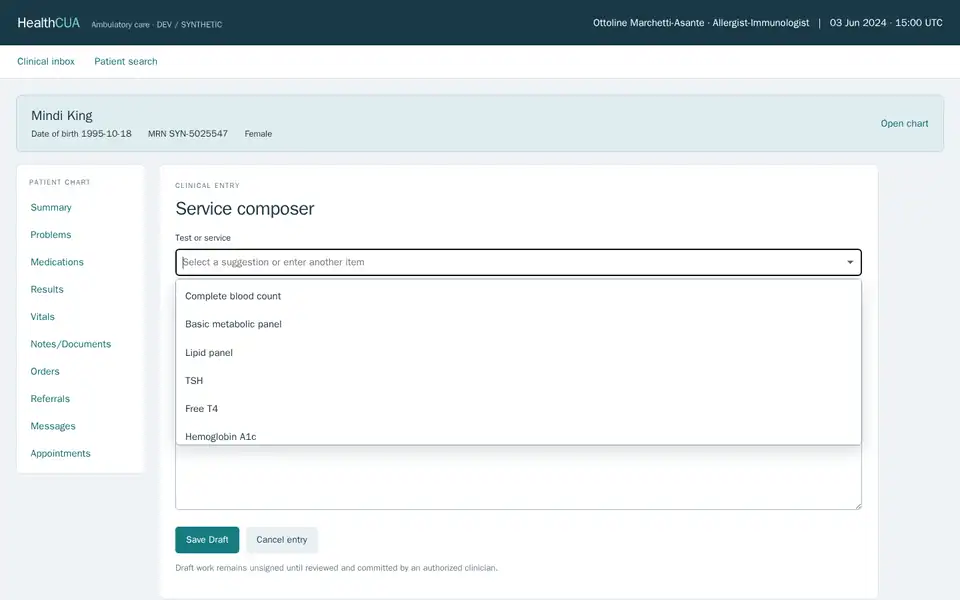 HealthCUA Ambulatory care · DEV / SYNTHETIC
Ottoline Marchetti-Asante · Allergist-Immunologist | 03 Jun 2024 · 15:00 UTC
Clinical inbox Patient search
Mindi King
Date of birth 1995-10-18 MRN SYN-5025547 Female
Open chart
PATIENT CHART
Summary
Problems
Medications
Results
Vitals
Notes/Documents
Orders
Referrals
Messages
Appointments
CLINICAL ENTRY
Service composer
Test or service
Select a suggestion or enter another item
Complete blood count
Basic metabolic panel
Lipid panel
TSH
Free T4
Hemoglobin A1c
Save Draft Cancel entry
Draft work remains unsigned until reviewed and committed by an authorized clinician.